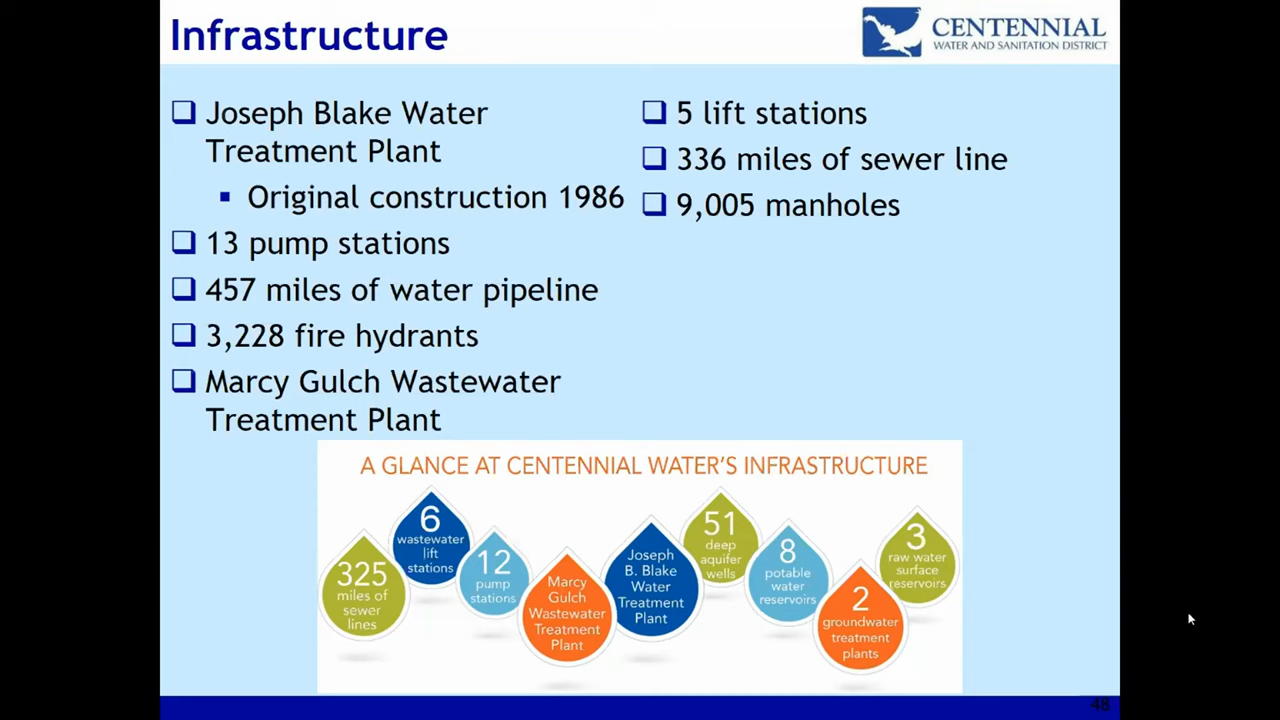 Infrastructure
CENTENNIAL
WATER AND SANITATION DISTRICT
Joseph Blake Water
Treatment Plant
Original construction 1986
13 pump stations
457 miles of water pipeline
3,228 fire hydrants
Marcy Gulch Wastewater
Treatment Plant
5 lift stations
336 miles of sewer line
9,005 manholes
A GLANCE AT CENTENNIAL WATER'S INFRASTRUCTURE
325
miles of
sewer
lines
6
wastewater
lift
stations
12
pump
stations
Marcy
Gulch
Wastewater
Treatment
Plant
Joseph
B. Blake
Water
Treatment
Plant
51
deep
aquifer
wells
8
potable
water
reservoirs
2
groundwater
treatment
plants
3
raw water
surface
reservoirs
48